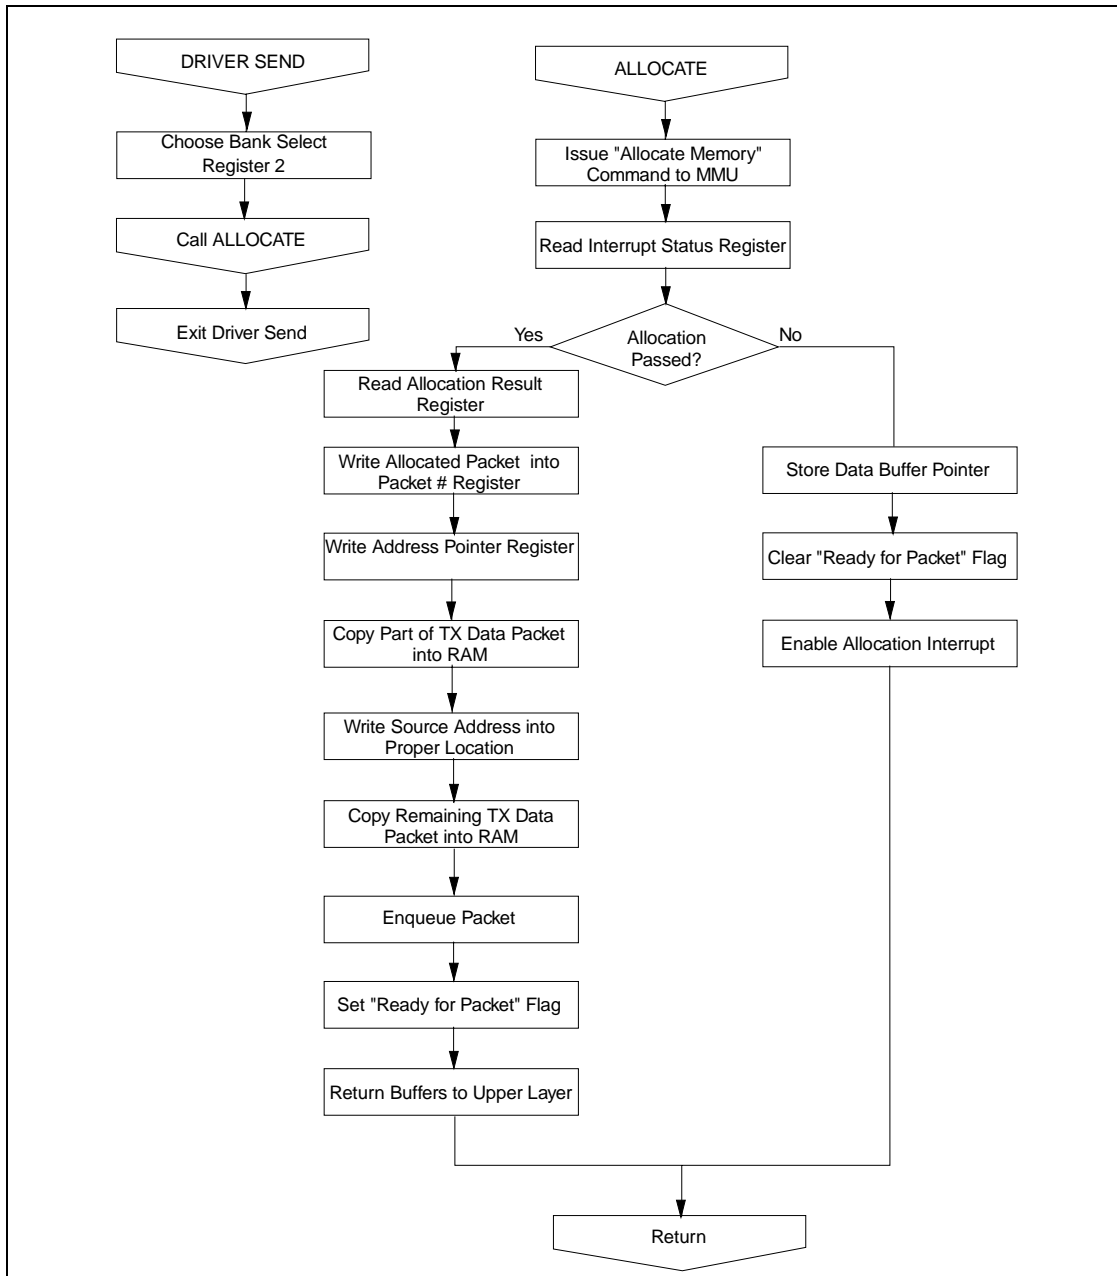 DRIVER SEND
Choose Bank Select
Register 2
Call ALLOCATE
Exit Driver Send
ALLOCATE
Issue "Allocate Memory"
Command to MMU
Read Interrupt Status Register
Allocation
Passed?
Yes
No
Read Allocation Result
Register
Write Allocated Packet into
Packet # Register
Write Address Pointer Register
Copy Part of TX Data Packet
into RAM
Write Source Address into
Proper Location
Copy Remaining TX Data
Packet into RAM
Enqueue Packet
Set "Ready for Packet" Flag
Return Buffers to Upper Layer
Store Data Buffer Pointer
Clear "Ready for Packet" Flag
Enable Allocation Interrupt
Return